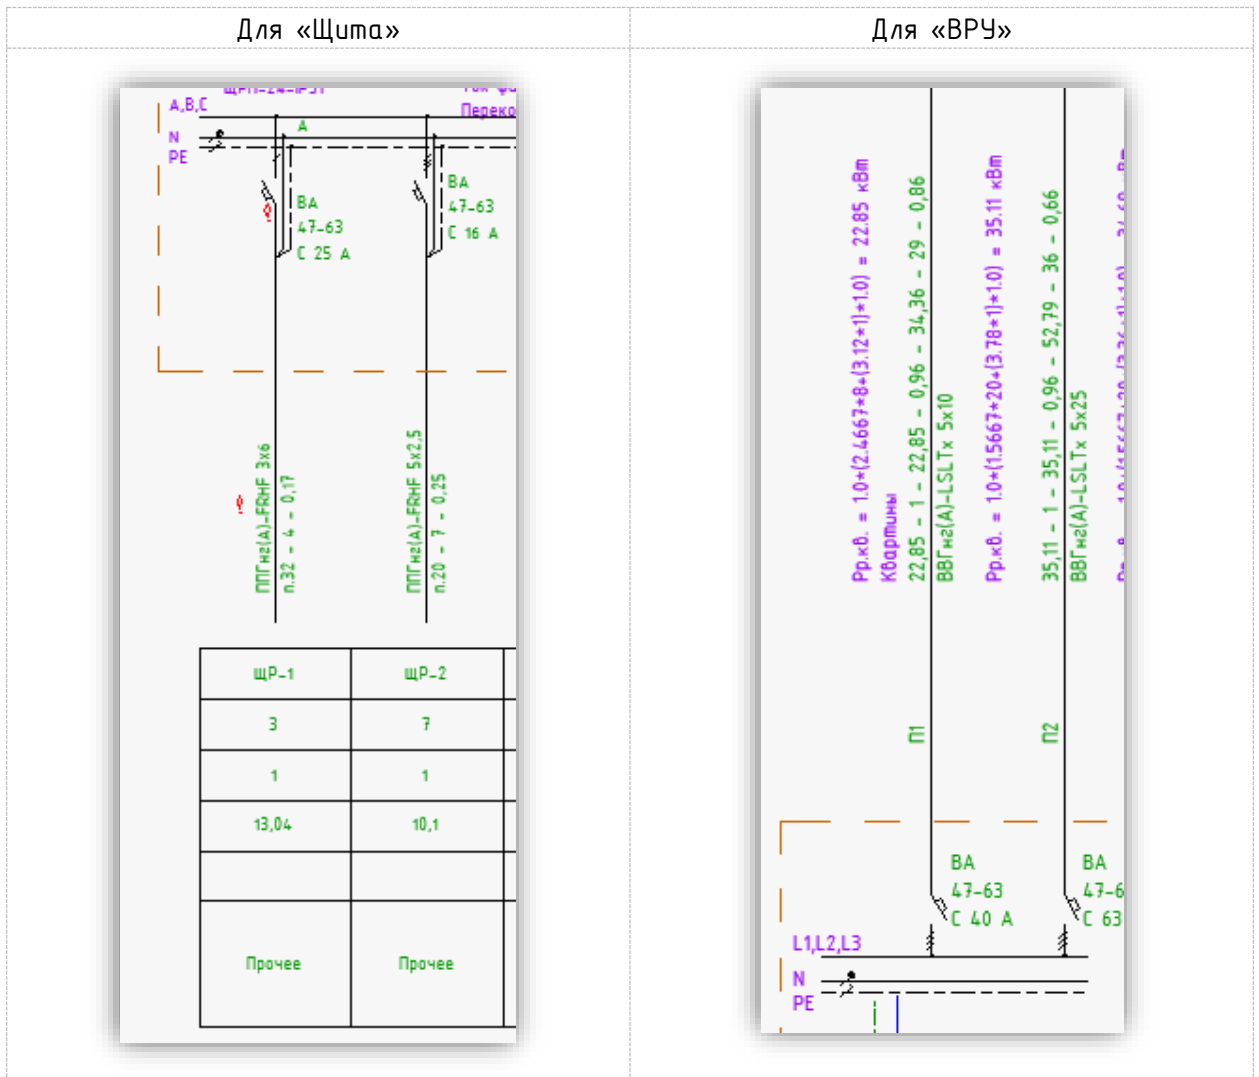 Для «Щита»
Для «ВРУ»
A,B,C
N
PE
A
ВА
47-63
C 25 A
ВА
47-63
C 16 A
ППГнг(А)-FRHF 3x6
п.32 - 4 - 0,17
ППГнг(А)-FRHF 5x2,5
п.20 - 7 - 0,25
ЩР-1
ЩР-2
3
7
1
1
13,04
10,1
Прочее
Прочее
Рр.кв. = 1.0*(2.4667*8+(3.12*1)*1.0) = 22.85 кВт
Квартины
22,85 - 1 - 22,85 - 0,96 - 34,36 - 29 - 0,86
ВВГнг(А)-LSLTx 5x10
Рр.кв. = 1.0*(1.5667*20+(3.78*1)*1.0) = 35.11 кВт
35,11 - 1 - 35,11 - 0,96 - 52,79 - 36 - 0,66
ВВГнг(А)-LSLTx 5x25
П1
П2
ВА
47-63
C 40 A
ВА
47-6
C 63
L1,L2,L3
N
PE